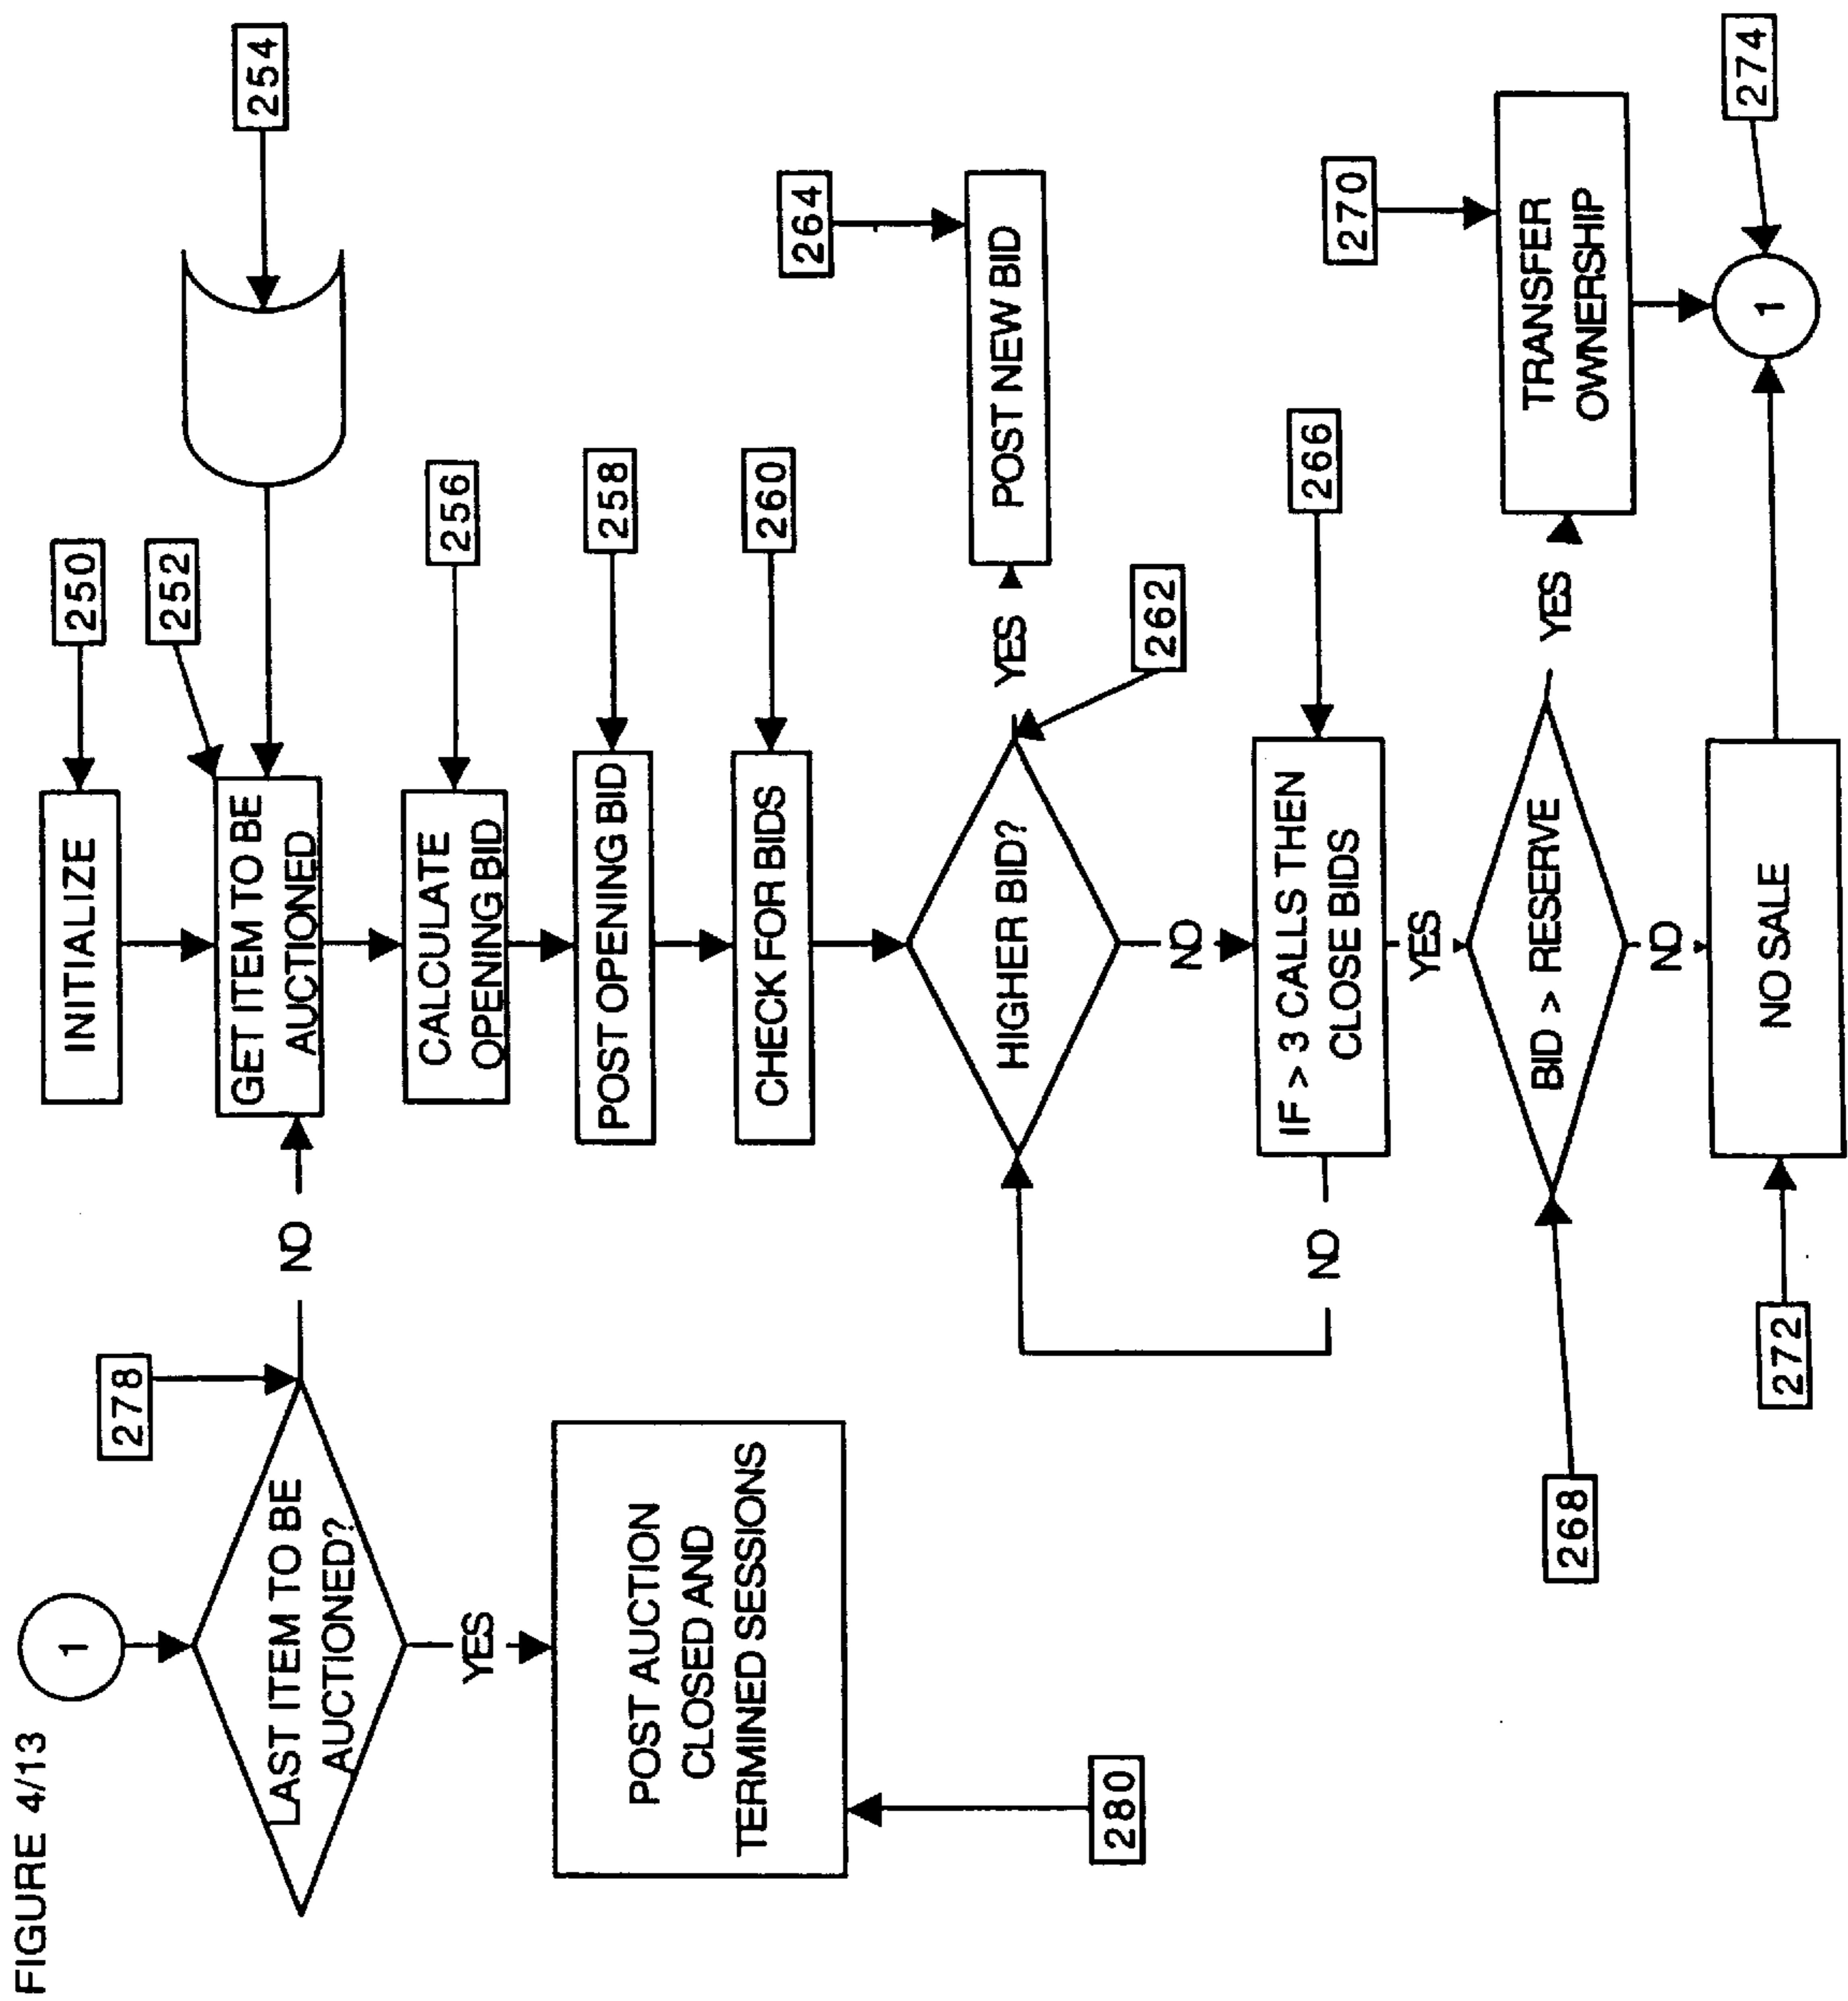 FIGURE 4/13
1
278
LAST ITEM TO BE
AUCTIONED?
NO
YES
POST AUCTION
CLOSED AND
TERMINED SESSIONS
280
250
INITIALIZE
252
254
GET ITEM TO BE
AUCTIONED
256
CALCULATE
OPENING BID
258
POST OPENING BID
260
CHECK FOR BIDS
264
HIGHER BID?
YES
POST NEW BID
262
NO
266
IF > 3 CALLS THEN
CLOSE BIDS
NO
YES
270
268
BID > RESERVE
YES
TRANSFER
OWNERSHIP
NO
272
NO SALE
1
274